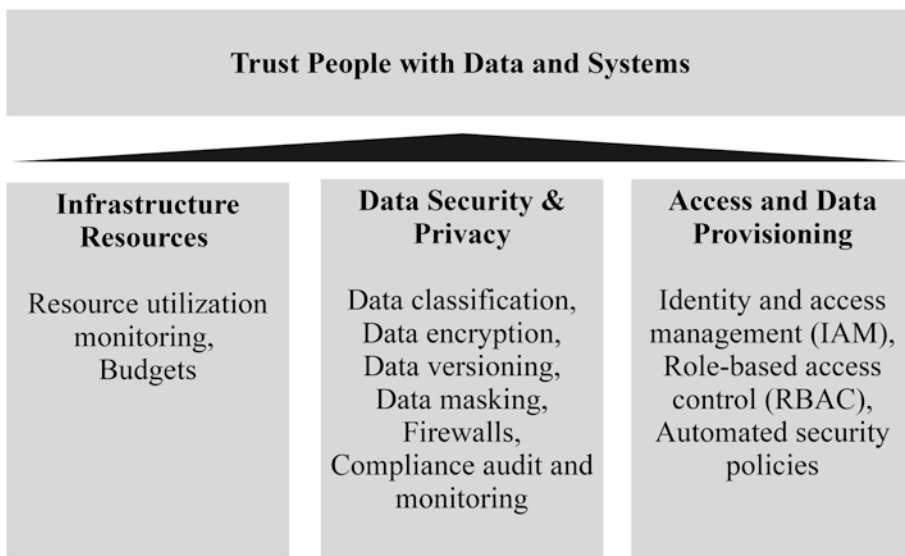 Trust People with Data and Systems
Infrastructure
Resources
Resource utilization
monitoring,
Budgets
Data Security &
Privacy
Data classification,
Data encryption,
Data versioning,
Data masking,
Firewalls,
Compliance audit and
monitoring
Access and Data
Provisioning
Identity and access
management (IAM),
Role-based access
control (RBAC),
Automated security
policies